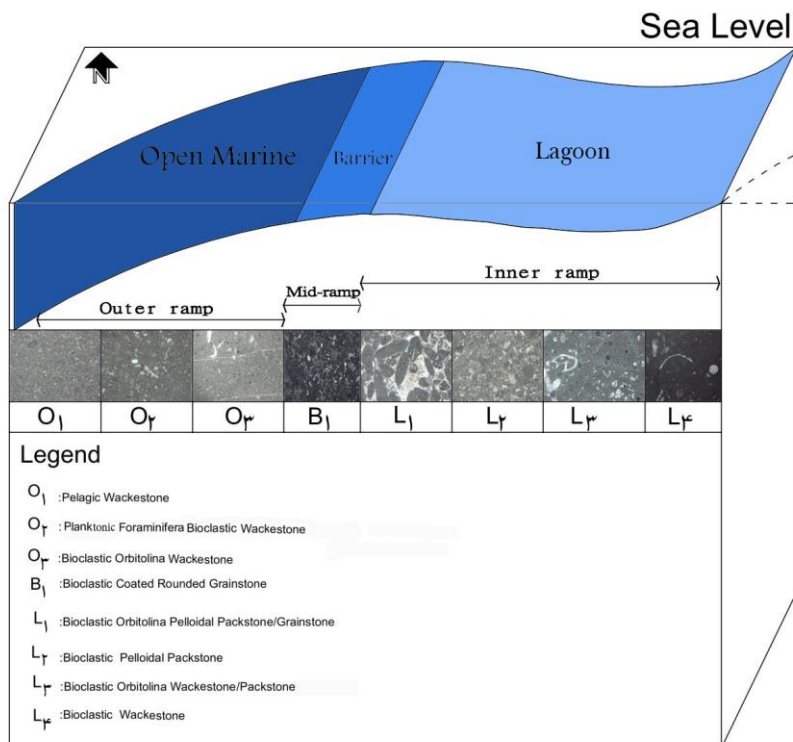 Sea Level
N
Open Marine
Barrier
Lagoon
Inner ramp
Mid-ramp
Outer ramp
O۱ O۲ O۳ B۱ L۱ L۲ L۳ L۴
Legend
O۱ :Pelagic Wackestone
O۲ :Planktonic Foraminifera Bioclastic Wackestone
O۳ :Bioclastic Orbitolina Wackestone
B۱ :Bioclastic Coated Rounded Grainstone
L۱ :Bioclastic Orbitolina Pelloidal Packstone/Grainstone
L۲ :Bioclastic Pelloidal Packstone
L۳ :Bioclastic Orbitolina Wackestone/Packstone
L۴ :Bioclastic Wackestone